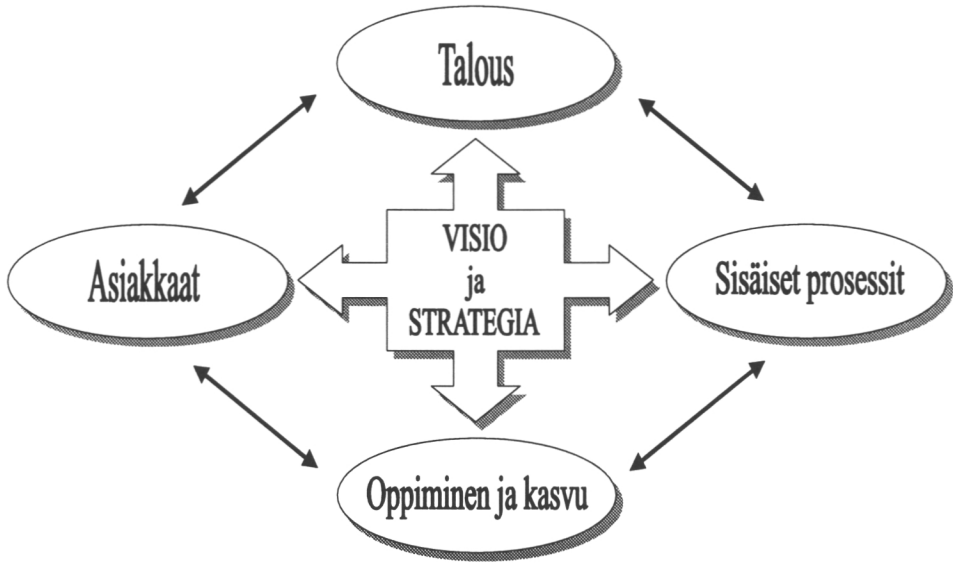 Talous
VISIO
ja
STRATEGIA
Asiakkaat
Sisäiset prosessit
Oppiminen ja kasvu